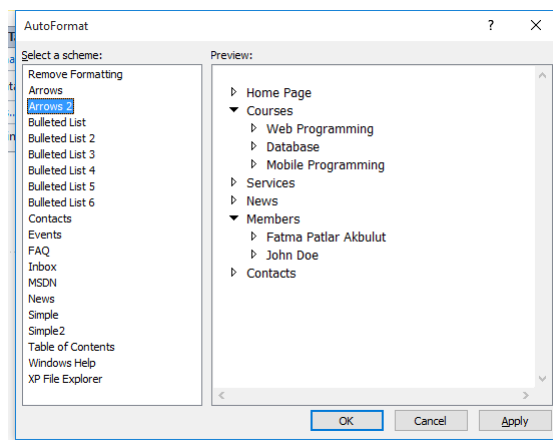 AutoFormat
?
Select a scheme:
Remove Formatting
Arrows
Arrows 2
Bulleted List
Bulleted List 2
Bulleted List 3
Bulleted List 4
Bulleted List 5
Bulleted List 6
Contacts
Events
FAQ
Inbox
MSDN
News
Simple
Simple2
Table of Contents
Windows Help
XP File Explorer
Preview:
Home Page
Courses
Web Programming
Database
Mobile Programming
Services
News
Members
Fatma Patlar Akbulut
John Doe
Contacts
OK
Cancel
Apply